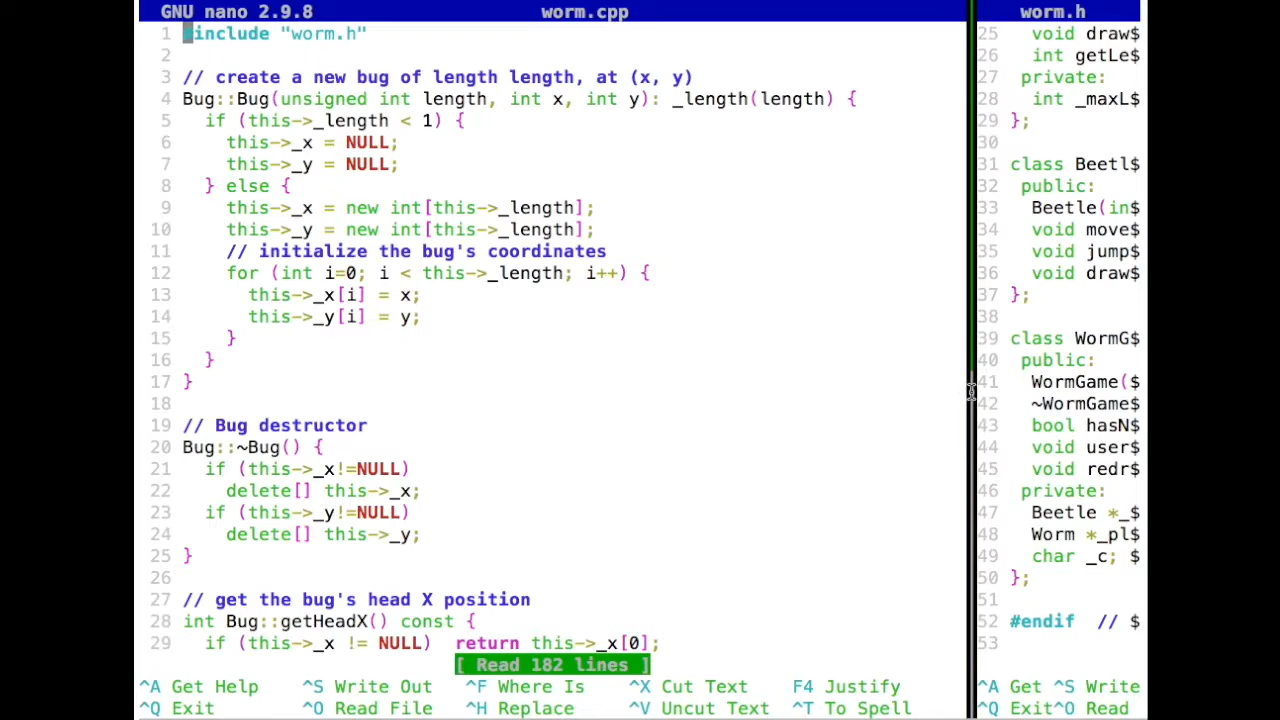 GNU nano 2.9.8 worm.cpp
1 #include "worm.h"
2
3 // create a new bug of length length, at (x, y)
4 Bug::Bug(unsigned int length, int x, int y): _length(length) {
5 if (this->_length < 1) {
6 this->_x = NULL;
7 this->_y = NULL;
8 } else {
9 this->_x = new int[this->_length];
10 this->_y = new int[this->_length];
11 // initialize the bug's coordinates
12 for (int i=0; i < this->_length; i++) {
13 this->_x[i] = x;
14 this->_y[i] = y;
15 }
16 }
17 }
18
19 // Bug destructor
20 Bug::~Bug() {
21 if (this->_x!=NULL)
22 delete[] this->_x;
23 if (this->_y!=NULL)
24 delete[] this->_y;
25 }
26
27 // get the bug's head X position
28 int Bug::getHeadX() const {
29 if (this->_x != NULL) return this->_x[0];
[ Read 182 lines ]
^A Get Help ^S Write Out ^F Where Is ^X Cut Text F4 Justify
^Q Exit ^O Read File ^H Replace ^V Uncut Text ^T To Spell
worm.h
25 void draw$
26 int getLe$
27 private:
28 int _maxL$
29 };
30
31 class Beetl$
32 public:
33 Beetle(in$
34 void move$
35 void jump$
36 void draw$
37 };
38
39 class WormG$
40 public:
41 WormGame($
42 ~WormGame$
43 bool hasN$
44 void user$
45 void redr$
46 private:
47 Beetle *_$
48 Worm *_pl$
49 char _c; $
50 };
51
52 #endif // $
53
^A Get ^S Write
^Q Exit^O Read